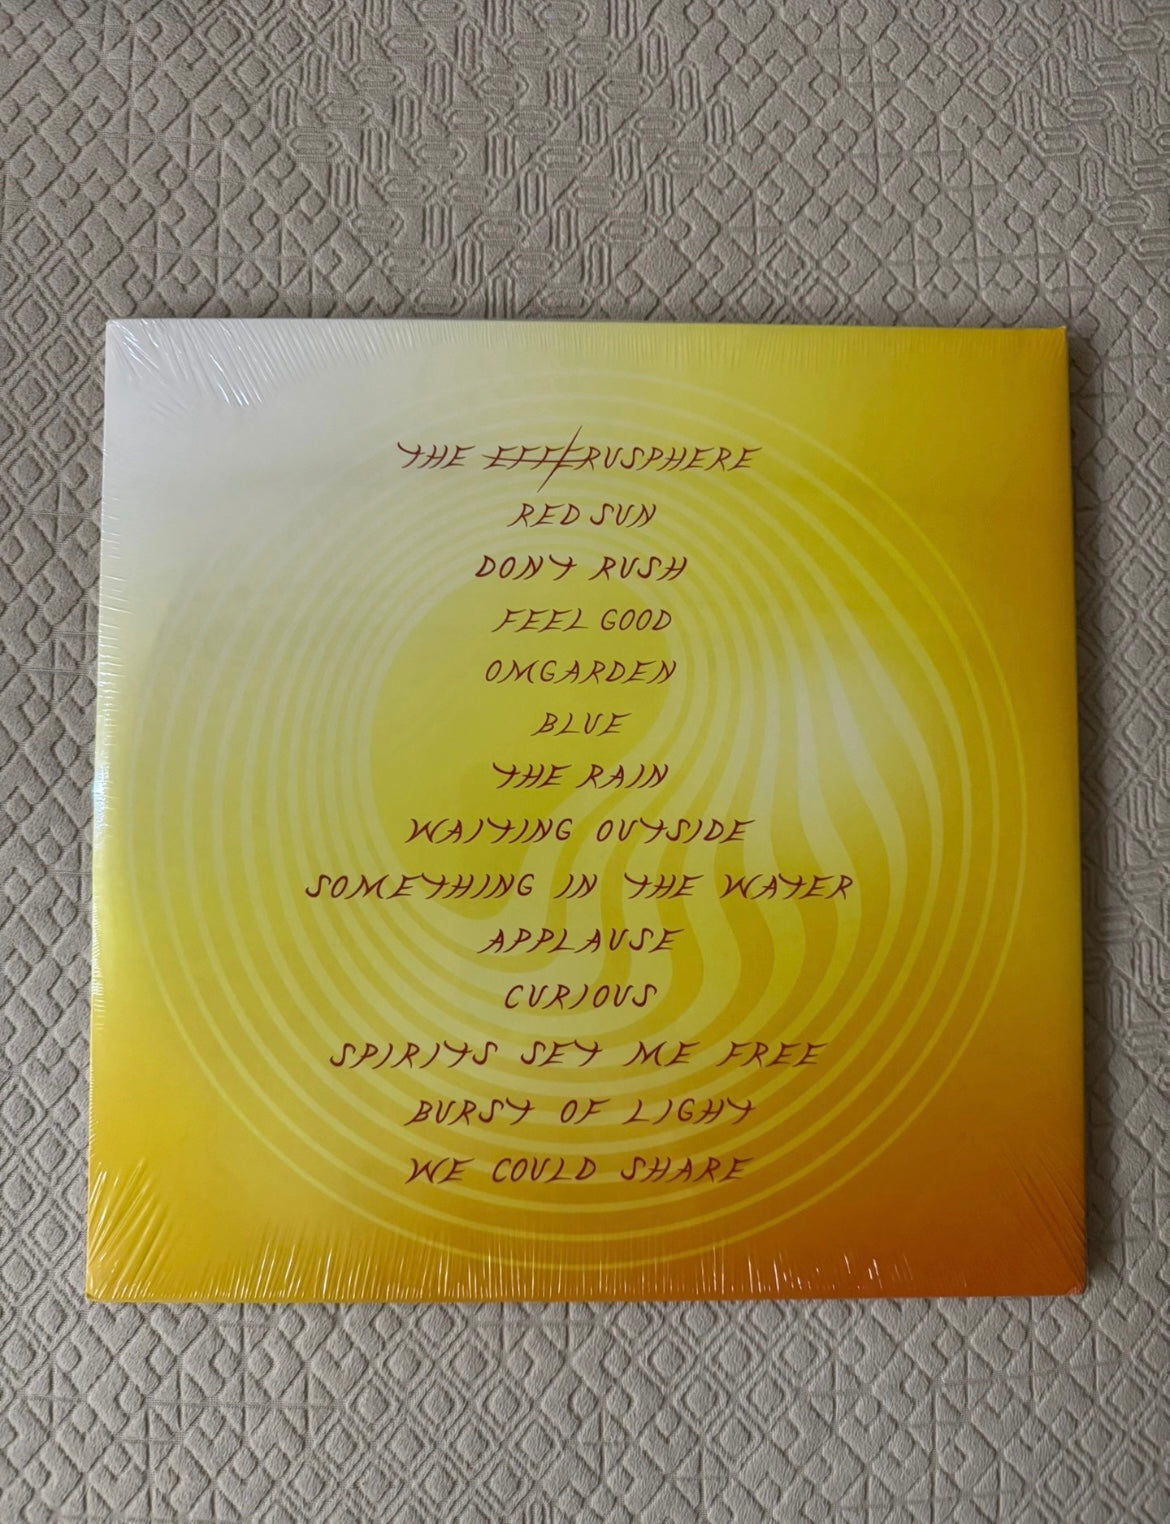 THE EFFERUSPHERE
RED SUN
DONT RUSH
FEEL GOOD
OMGARDEN
BLUE
THE RAIN
WAITING OUTSIDE
SOMETHING IN THE WATER
APPLAUSE
CURIOUS
SPIRITS SET ME FREE
BURST OF LIGHT
WE COULD SHARE